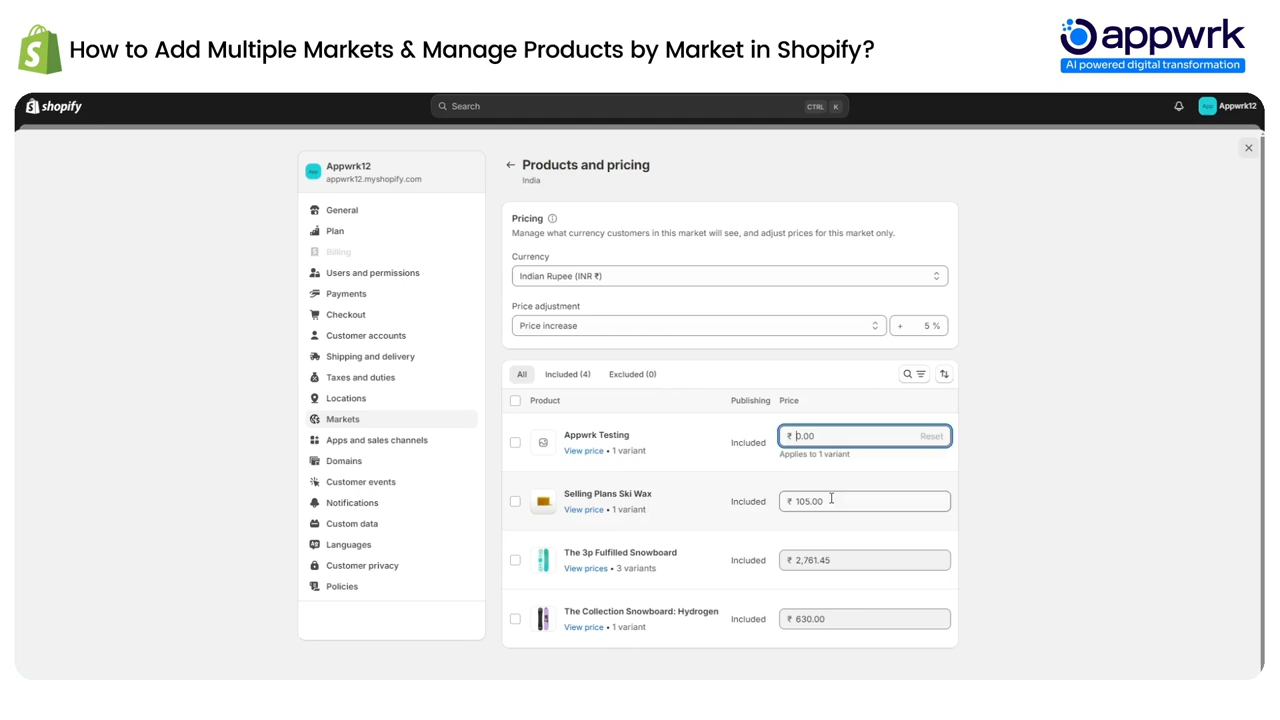 How to Add Multiple Markets & Manage Products by Market in Shopify?
appwrk
AI powered digital transformation
shopify
Search
CTRL K
Appwrk12
Appwrk12
appwrk12.myshopify.com
General
Plan
Billing
Users and permissions
Payments
Checkout
Customer accounts
Shipping and delivery
Taxes and duties
Locations
Markets
Apps and sales channels
Domains
Customer events
Notifications
Custom data
Languages
Customer privacy
Policies
Products and pricing
India
Pricing
Manage what currency customers in this market will see, and adjust prices for this market only.
Currency
Indian Rupee (INR ₹)
Price adjustment
Price increase + 5 %
All Included (4) Excluded (0)
Product Publishing Price
Appwrk Testing
View price • 1 variant
Included
₹ 0.00 Reset
Applies to 1 variant
Selling Plans Ski Wax
View price • 1 variant
Included
₹ 105.00
The 3p Fulfilled Snowboard
View prices • 3 variants
Included
₹ 2,761.45
The Collection Snowboard: Hydrogen
View price • 1 variant
Included
₹ 630.00